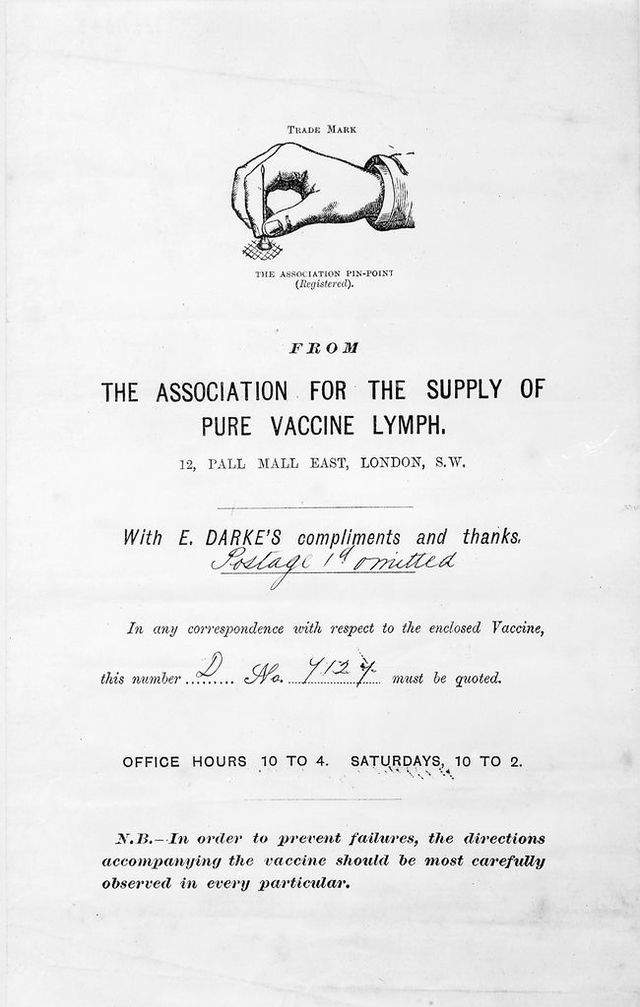 TRADE MARK
THE ASSOCIATION PIN-POINT
(Registered).
FROM
THE ASSOCIATION FOR THE SUPPLY OF
PURE VACCINE LYMPH.
12, PALL MALL EAST, LONDON, S.W.
With E. DARKE'S compliments and thanks.
Postage 1d omitted
In any correspondence with respect to the enclosed Vaccine,
this number D No. must be quoted.
OFFICE HOURS 10 TO 4. SATURDAYS, 10 TO 2.
N.B.—In order to prevent failures, the directions
accompanying the vaccine should be most carefully
observed in every particular.